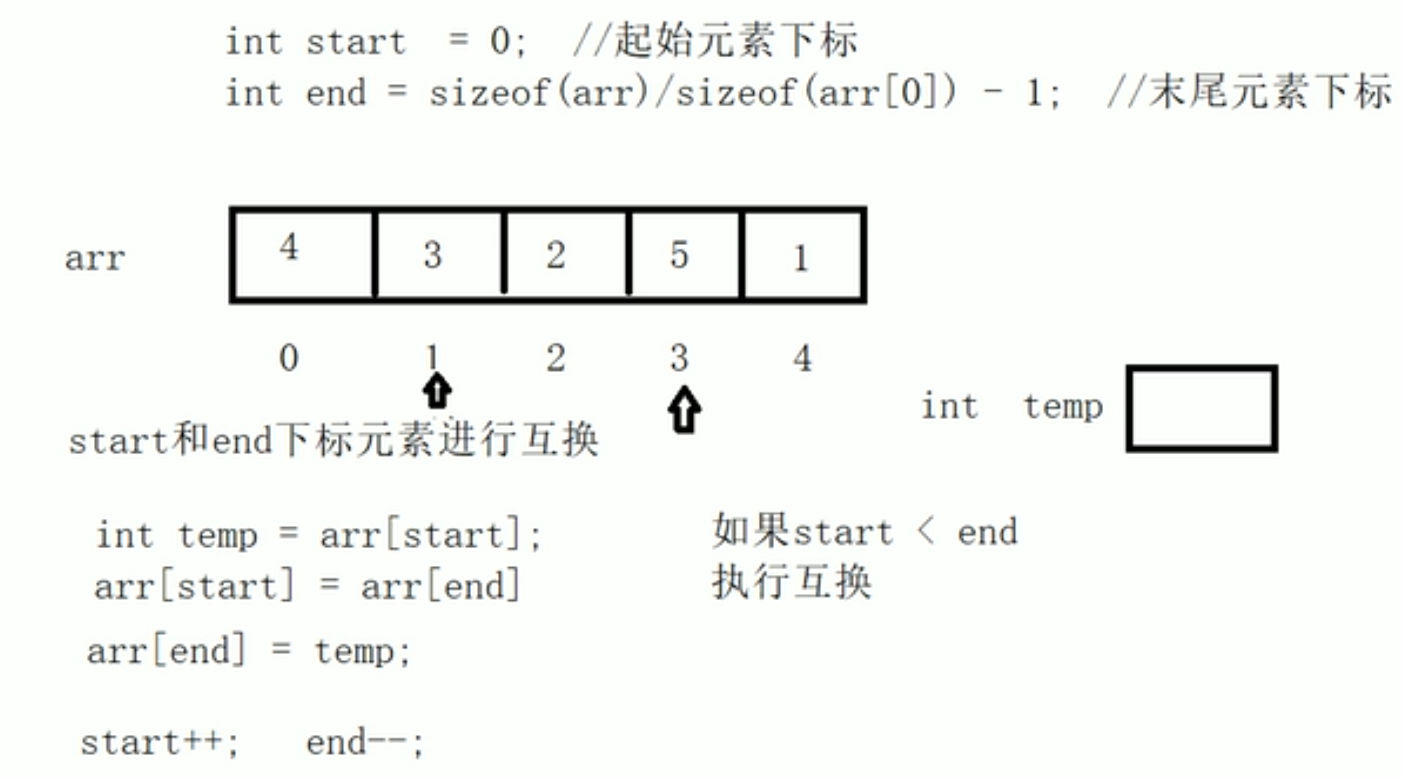 int start  = 0;  //起始元素下标
int end = sizeof(arr)/sizeof(arr[0]) - 1;  //末尾元素下标
arr 4 3 2 5 1
0 1 2 3 4
int  temp
start和end下标元素进行互换
int temp = arr[start];
arr[start] = arr[end]
arr[end] = temp;
start++;   end--;
如果start < end
执行互换